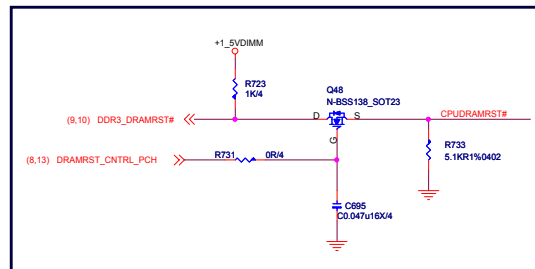 +1_5VDIMM
R723
1K/4
Q48
N-BSS138_SOT23
(9,10) DDR3_DRAMRST#
D
S
CPUDRAMRST#
G
R733
5.1KR1%0402
(8,13) DRAMRST_CNTRL_PCH
R731
0R/4
C695
C0.047u16X/4